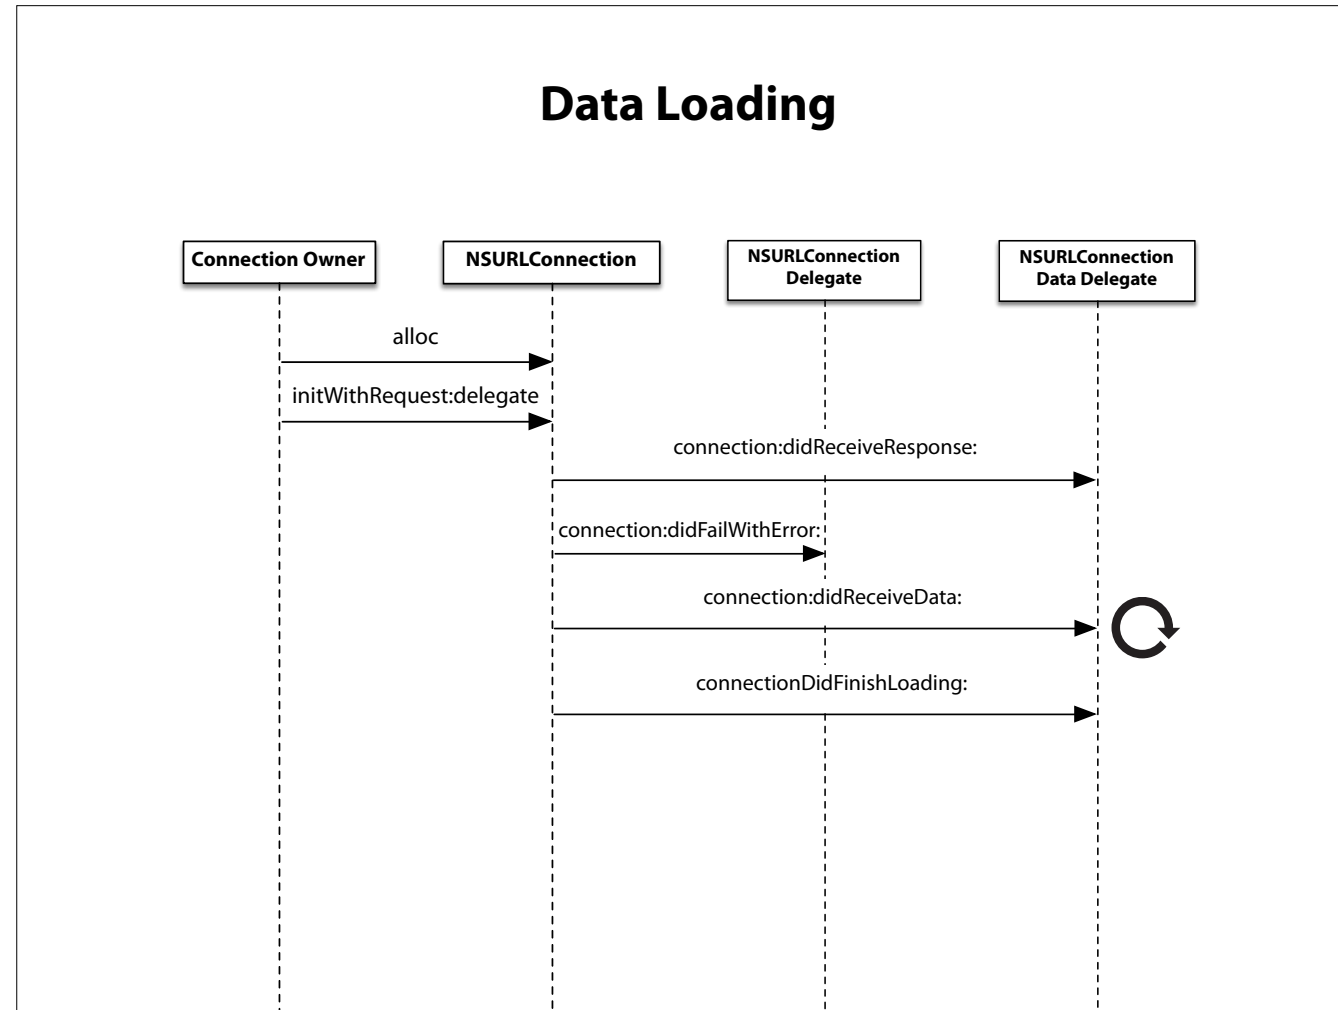 Data Loading
Connection Owner
NSURLConnection
NSURLConnection
Delegate
NSURLConnection
Data Delegate
alloc
initWithRequest:delegate
connection:didReceiveResponse:
connection:didFailWithError:
connection:didReceiveData:
connectionDidFinishLoading: